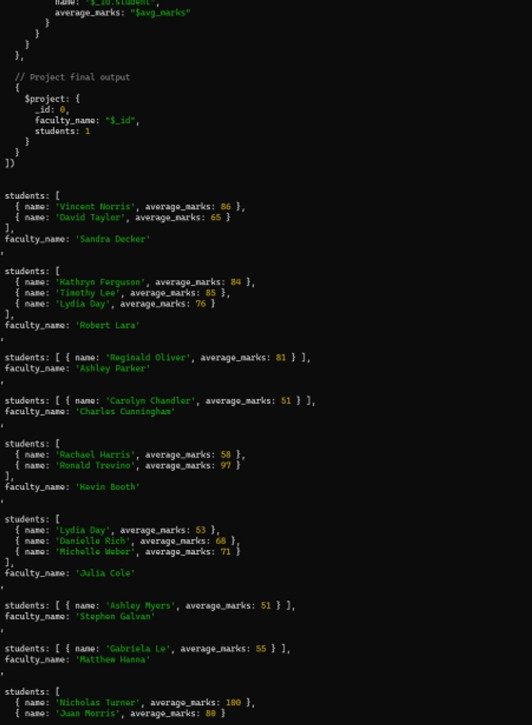 name: "$_id.student",
average_marks: "$avg_marks"
}
}
}
},
// Project final output
{
$project: {
_id: 0,
faculty_name: "$_id",
students: 1
}
}
])
students: [
{ name: 'Vincent Norris', average_marks: 86 },
{ name: 'David Taylor', average_marks: 65 }
],
faculty_name: 'Sandra Decker'
,
students: [
{ name: 'Kathryn Ferguson', average_marks: 84 },
{ name: 'Timothy Lee', average_marks: 85 },
{ name: 'Lydia Day', average_marks: 76 }
],
faculty_name: 'Robert Lara'
,
students: [ { name: 'Reginald Oliver', average_marks: 81 } ],
faculty_name: 'Ashley Parker'
,
students: [ { name: 'Carolyn Chandler', average_marks: 51 } ],
faculty_name: 'Charles Cunningham'
,
students: [
{ name: 'Rachael Harris', average_marks: 58 },
{ name: 'Ronald Trevino', average_marks: 97 }
],
faculty_name: 'Kevin Booth'
,
students: [
{ name: 'Lydia Day', average_marks: 53 },
{ name: 'Danielle Rich', average_marks: 68 },
{ name: 'Michelle Weber', average_marks: 71 }
],
faculty_name: 'Julia Cole'
,
students: [ { name: 'Ashley Myers', average_marks: 51 } ],
faculty_name: 'Stephen Galvan'
,
students: [ { name: 'Gabriela Le', average_marks: 55 } ],
faculty_name: 'Matthew Hanna'
,
students: [
{ name: 'Nicholas Turner', average_marks: 100 },
{ name: 'Juan Morris', average_marks: 80 }